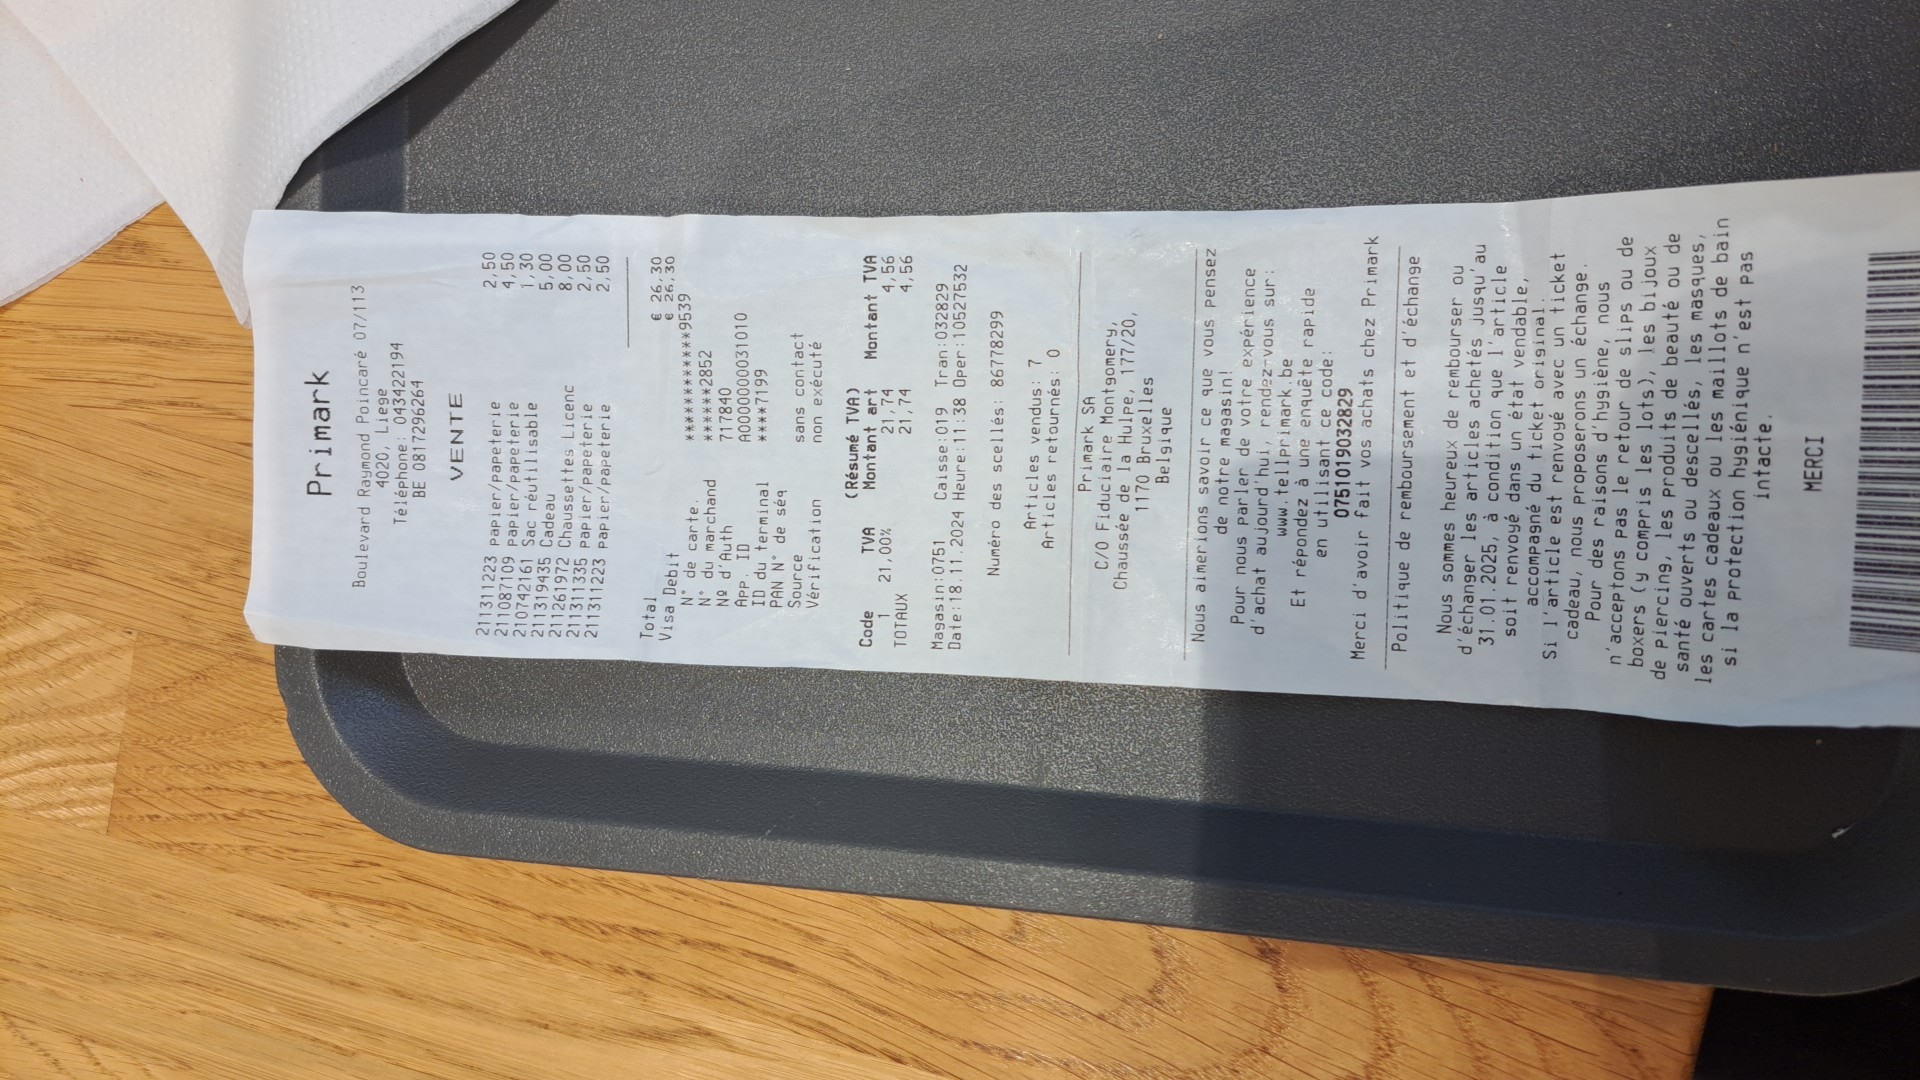 Primark
Boulevard Raymond Poincaré 07/113
4020, Liege
Téléphone: 043422194
BE 0817296264
VENTE
211311223 papier/papeterie 2,50
211087109 papier/papeterie 4,50
210742161 Sac réutilisable 1,30
211319435 Cadeau 5,00
211261972 Chaussettes Licenc 8,00
211311335 papier/papeterie 2,50
211311223 papier/papeterie 2,50
Total € 26,30
Visa Debit € 26,30
N° de carte. ************9539
N° du marchand ******2852
Nº d'Auth 717840
APP. ID A0000000031010
ID du terminal ****7199
PAN N° de séq
Source sans contact
Vérification non exécuté
(Résumé TVA)
Code TVA Montant art Montant TVA
1 21,00% 21,74 4,56
TOTAUX 21,74 4,56
Magasin:0751 Caisse:019 Tran:032829
Date:18.11.2024 Heure:11:38 Oper:10527532
Numéro des scellés: 86778299
Articles vendus: 7
Articles retournés: 0
Primark SA
C/O Fiduciaire Montgomery,
Chaussée de la Hulpe, 177/20,
1170 Bruxelles
Belgique
Nous aimerions savoir ce que vous pensez
de notre magasin!
Pour nous parler de votre expérience
d'achat aujourd'hui, rendez-vous sur:
www.tellprimark.be
Et répondez à une enquête rapide
en utilisant ce code:
0751019032829
Merci d'avoir fait vos achats chez Primark
Politique de remboursement et d'échange
Nous sommes heureux de rembourser ou
d'échanger les articles achetés jusqu'au
31.01.2025, à condition que l'article
soit renvoyé dans un état vendable,
accompagné du ticket original.
Si l'article est renvoyé avec un ticket
cadeau, nous proposerons un échange.
Pour des raisons d'hygiène, nous
n'acceptons pas le retour de slips ou de
boxers (y compris les lots), les bijoux
de piercing, les produits de beauté ou de
santé ouverts ou descellés, les masques,
les cartes cadeaux ou les maillots de bain
si la protection hygiénique n'est pas
intacte.
MERCI